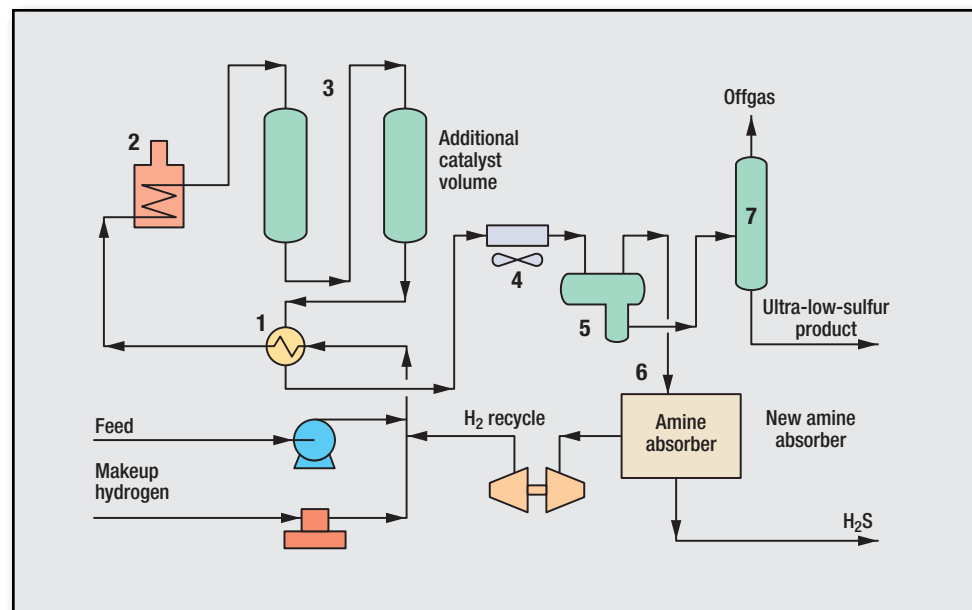 3
Offgas
2
Additional
catalyst
volume
7
4
1
5
Ultra-low-sulfur
product
6
H₂ recycle
Amine
absorber
New amine
absorber
Feed
Makeup
hydrogen
H₂S